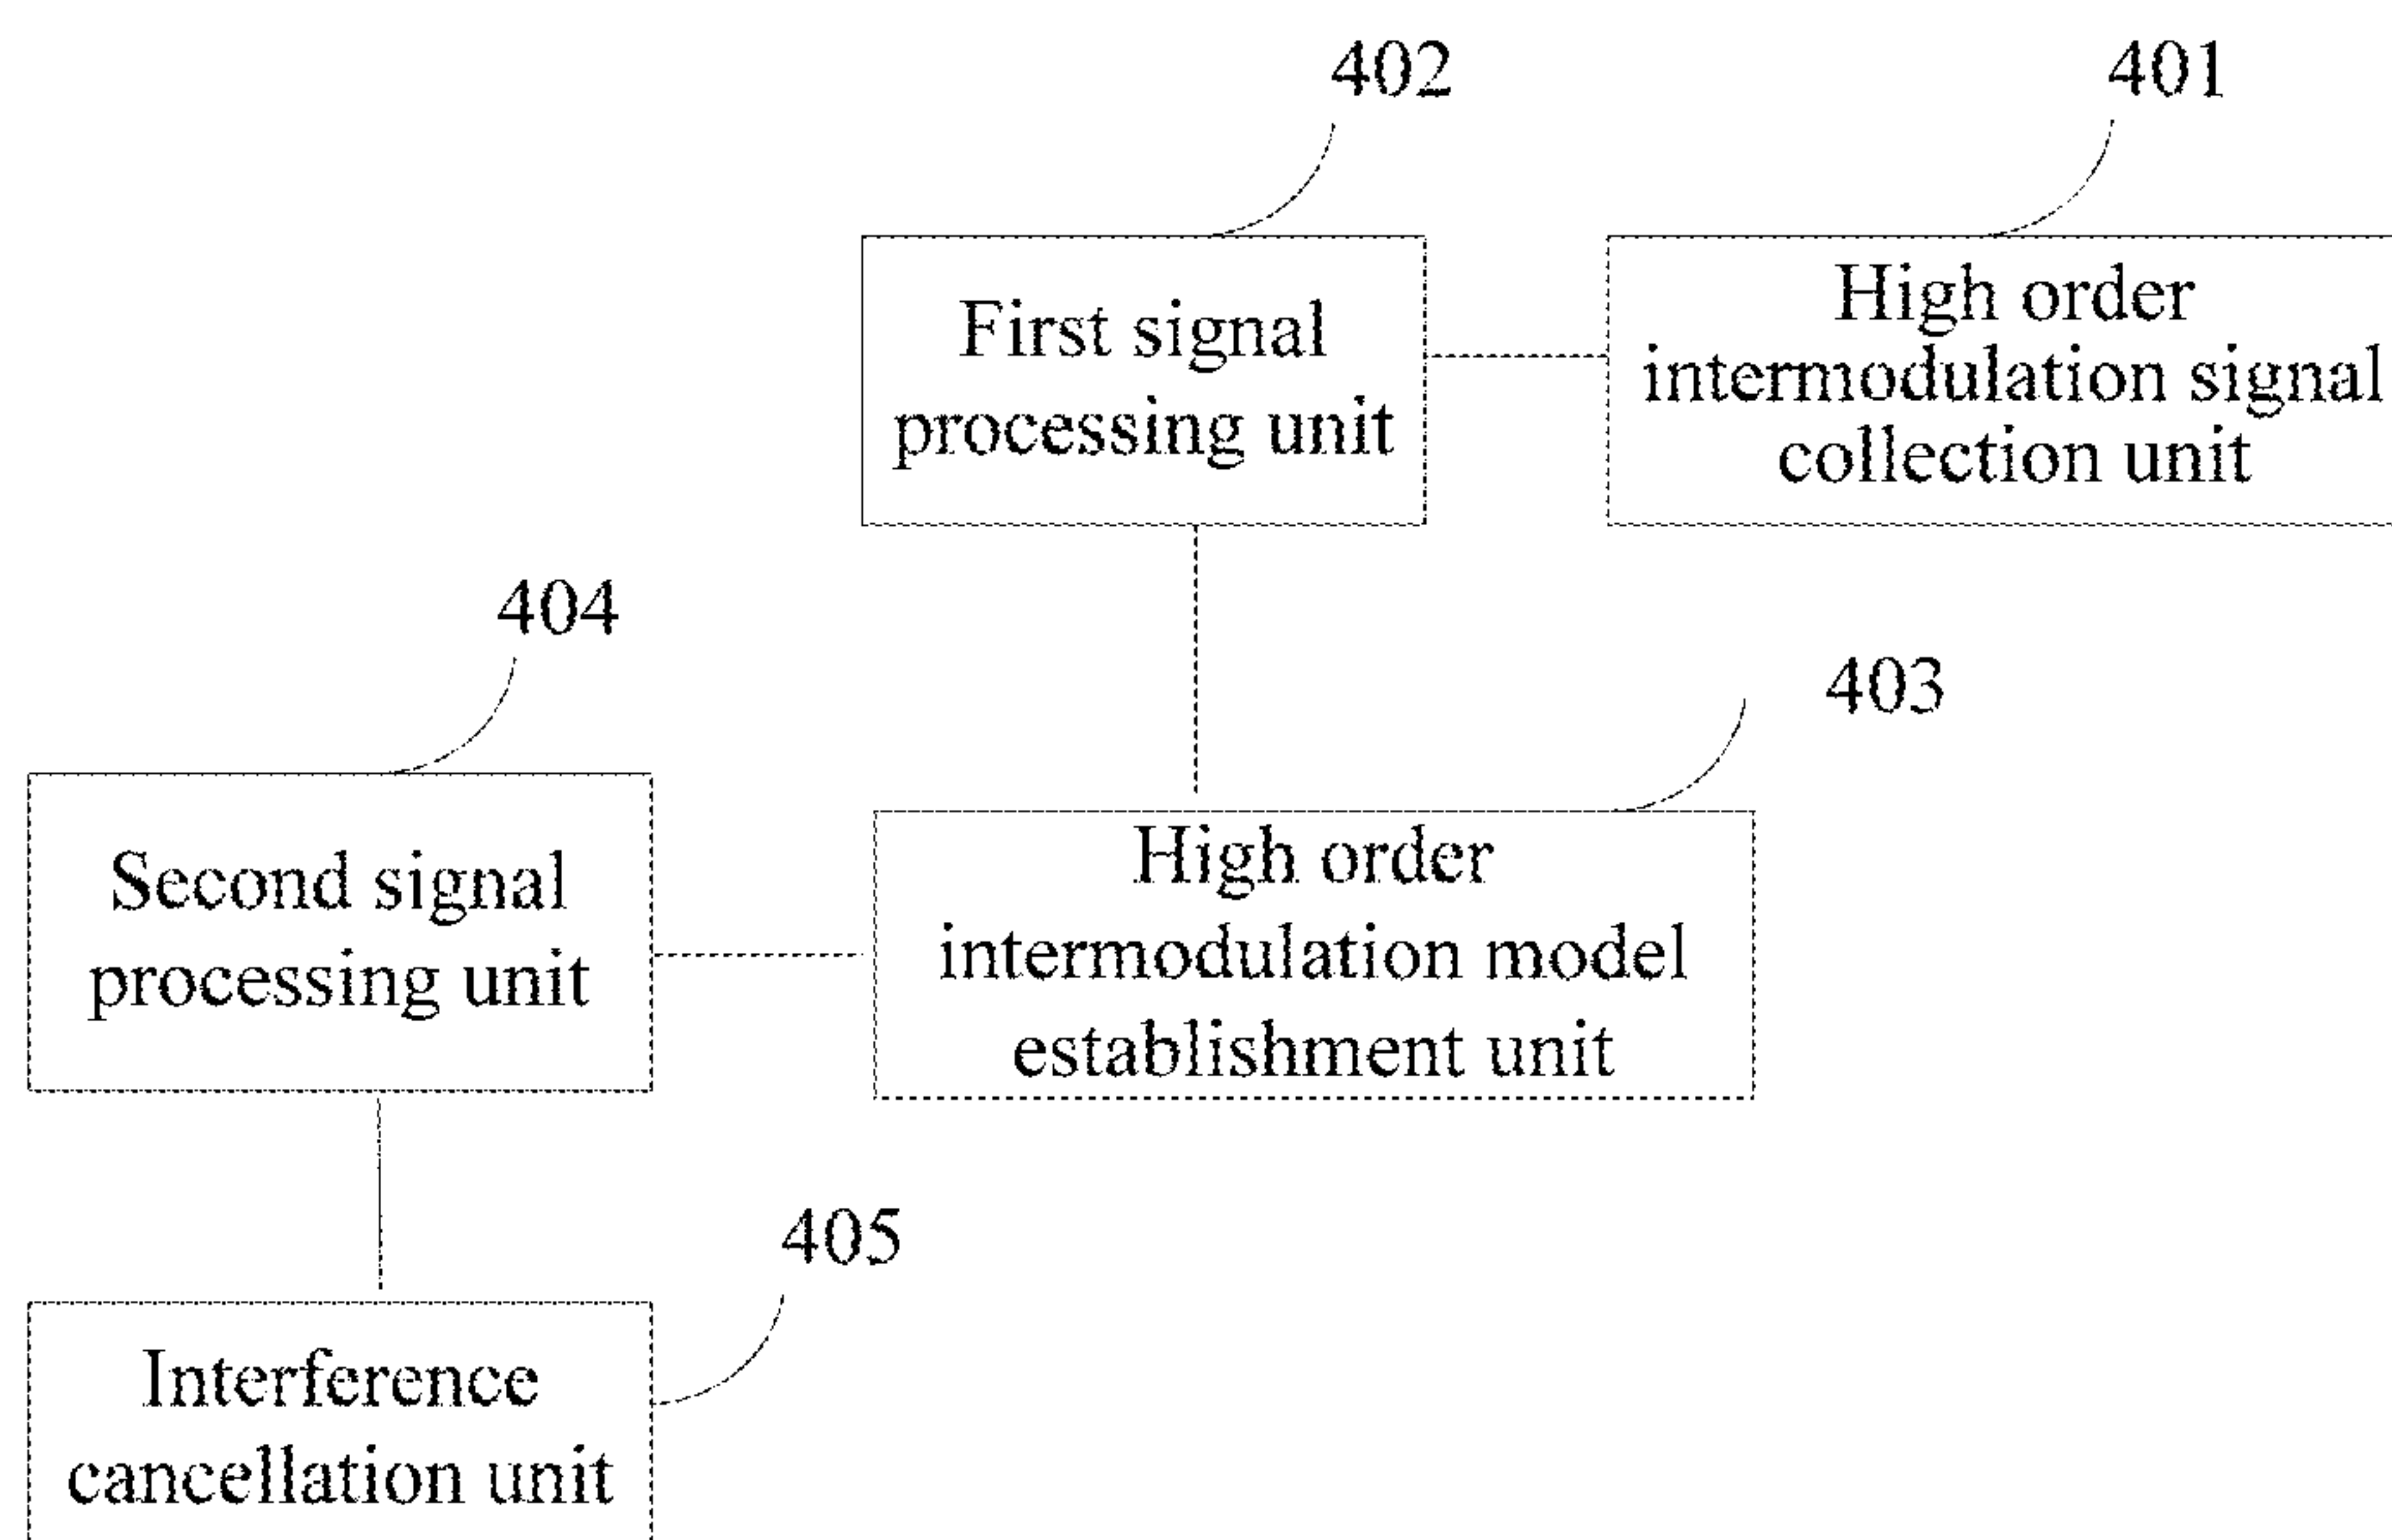 402
401
First signal
processing unit
High order
intermodulation signal
collection unit
404
403
Second signal
processing unit
High order
intermodulation model
establishment unit
405
Interference
cancellation unit